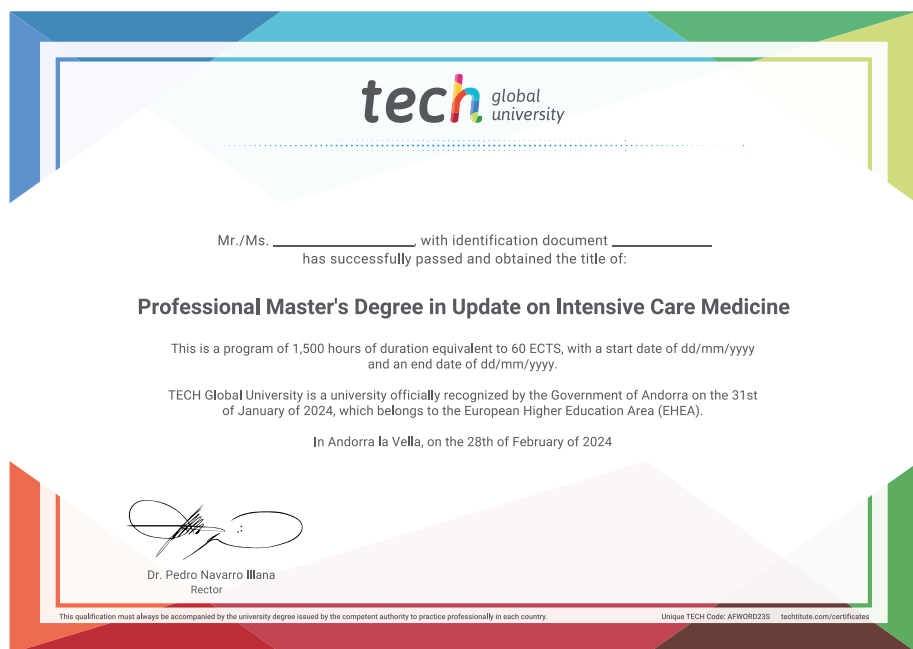 tech global university
Mr./Ms. ____________, with identification document ____________
has successfully passed and obtained the title of:
Professional Master's Degree in Update on Intensive Care Medicine
This is a program of 1,500 hours of duration equivalent to 60 ECTS, with a start date of dd/mm/yyyy
and an end date of dd/mm/yyyy.
TECH Global University is a university officially recognized by the Government of Andorra on the 31st
of January of 2024, which belongs to the European Higher Education Area (EHEA).
In Andorra la Vella, on the 28th of February of 2024
Dr. Pedro Navarro Illana
Rector
This qualification must always be accompanied by the university degree issued by the competent authority to practice professionally in each country.
Unique TECH Code: AFWORD23S techtitute.com/certificates